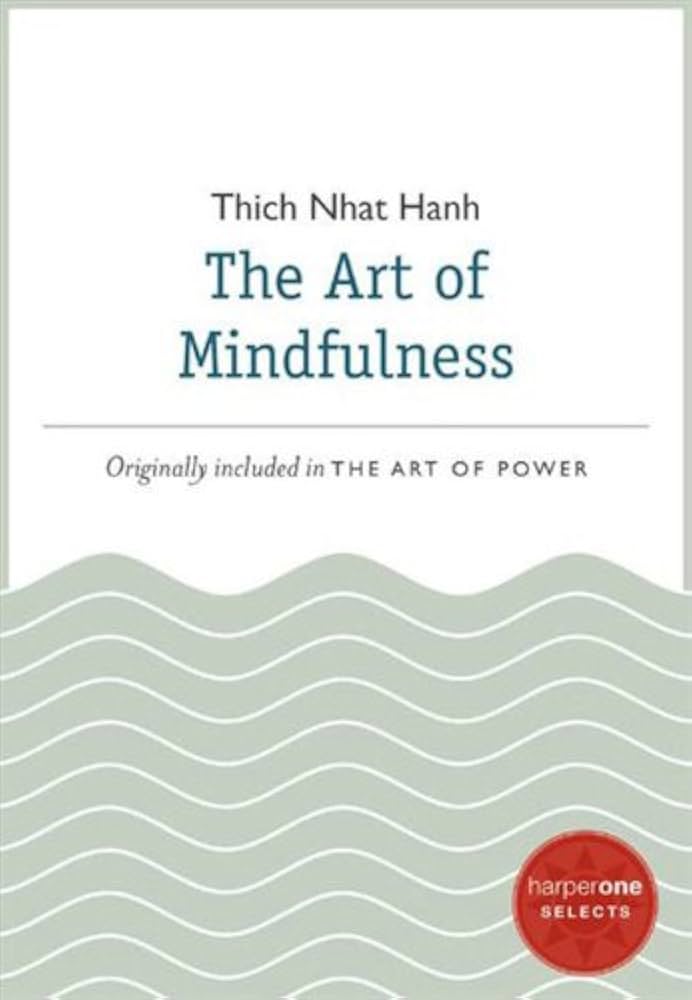 Thich Nhat Hanh
The Art of
Mindfulness
Originally included in THE ART OF POWER
harperone
SELECTS